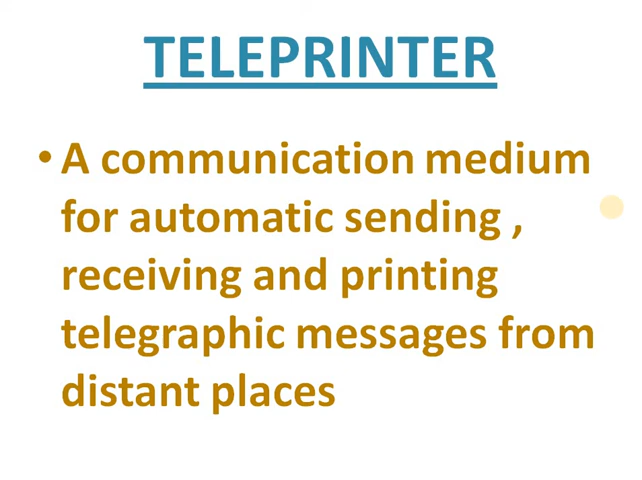 TELEPRINTER
• A communication medium
for automatic sending ,
receiving and printing
telegraphic messages from
distant places